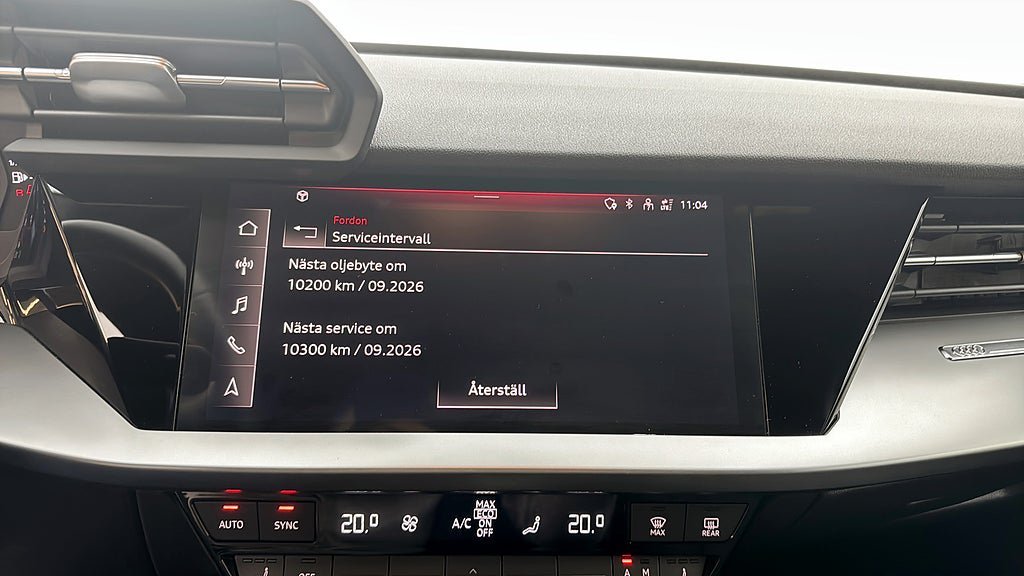 11:04
Fordon
Serviceintervall
Nästa oljebyte om
10200 km / 09.2026
Nästa service om
10300 km / 09.2026
Återställ
AUTO
SYNC
20,0
A/C
MAX
ECO
ON
OFF
20,0
MAX
REAR
OFF
A M